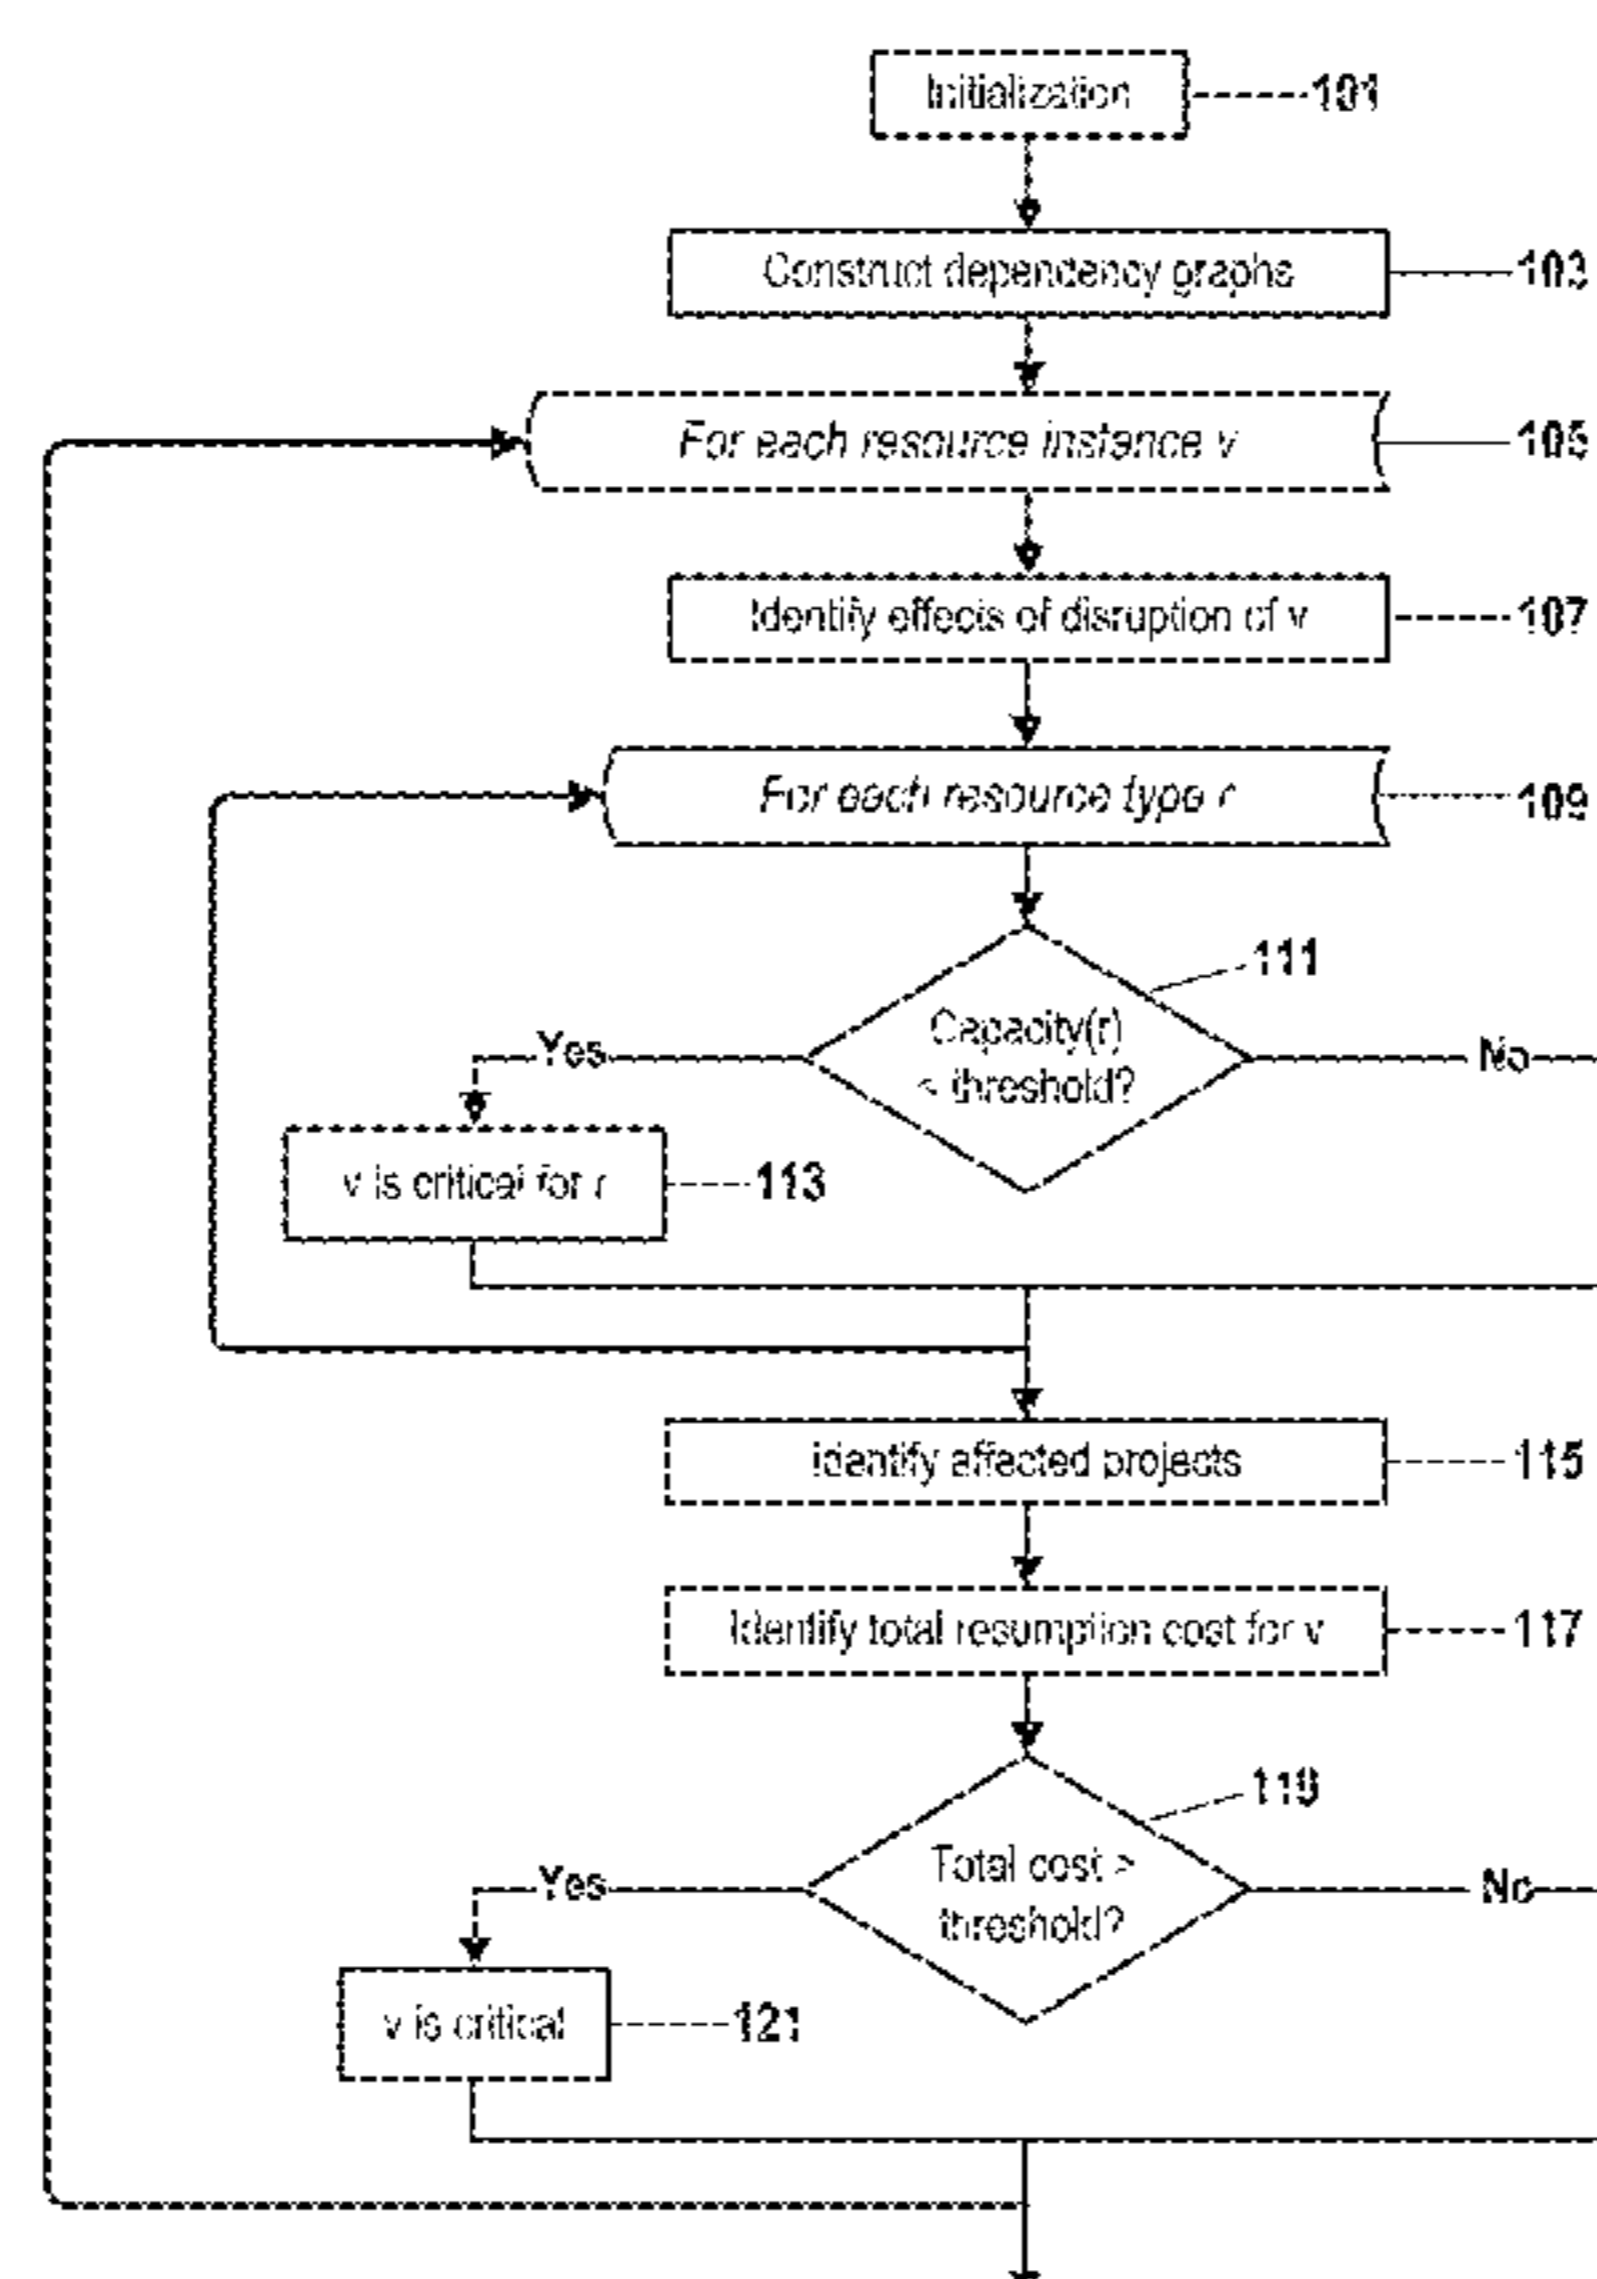 Initialization
101
Construct dependency graphs
103
For each resource instance v
105
Identify effects of disruption of v
107
For each resource type r
109
111
Capacity(r)
< threshold?
Yes
No
v is critical for r
113
Identify affected projects
115
Identify total resumption cost for v
117
119
Total cost >
threshold?
Yes
No
v is critical
121